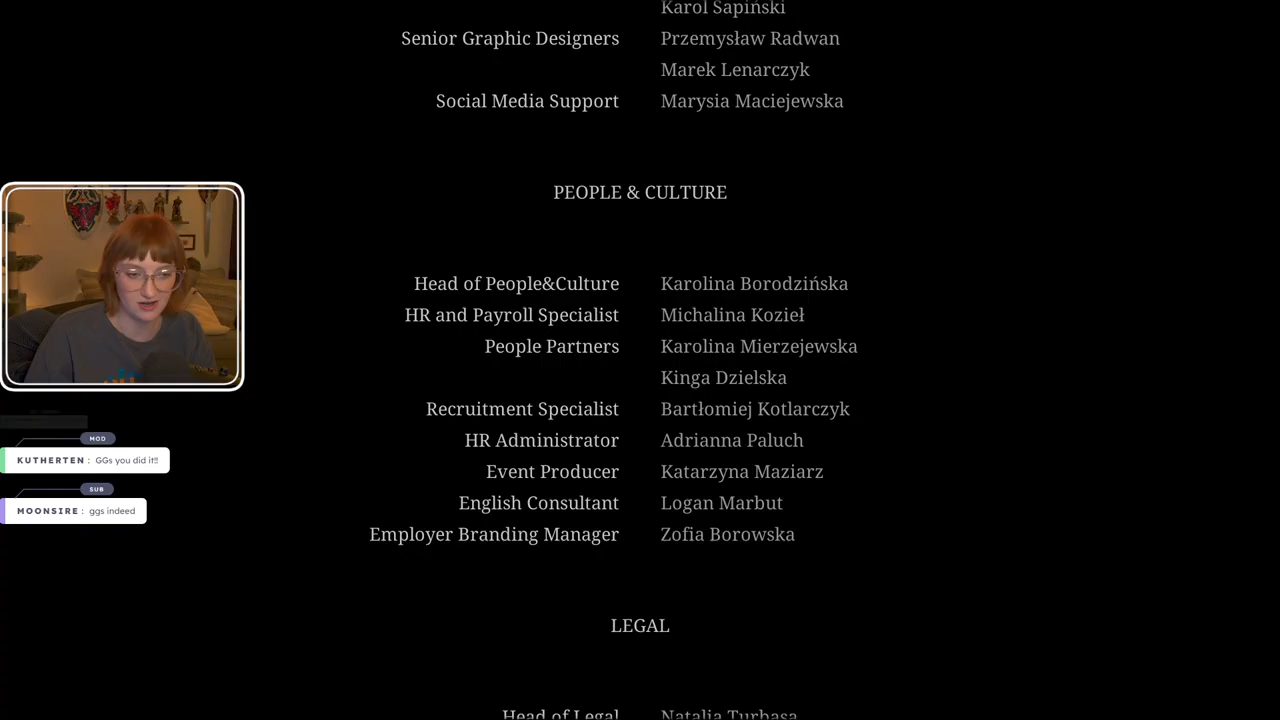 Karol Sapiński
Senior Graphic Designers Przemysław Radwan
Marek Lenarczyk
Social Media Support Marysia Maciejewska
PEOPLE & CULTURE
Head of People&Culture Karolina Borodzińska
HR and Payroll Specialist Michalina Kozieł
People Partners Karolina Mierzejewska
Kinga Dzielska
Recruitment Specialist Bartłomiej Kotlarczyk
HR Administrator Adrianna Paluch
Event Producer Katarzyna Maziarz
English Consultant Logan Marbut
Employer Branding Manager Zofia Borowska
LEGAL
Head of Legal Natalia Turbasa
MOD
KUTHERTEN : GGs you did it!!
SUB
MOONSIRE : ggs indeed